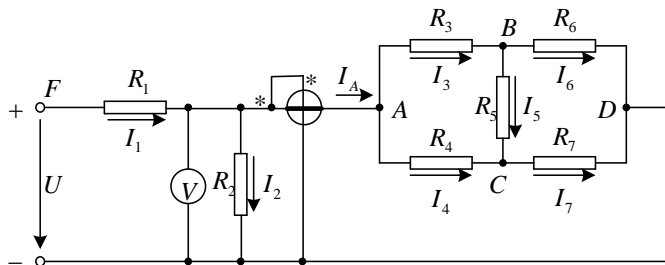 R3 B R6
F R1 * IA I3 I6
+ * A R5 I5 D
I1 R4 R7
U V R2 I2 C
I4 I7
−